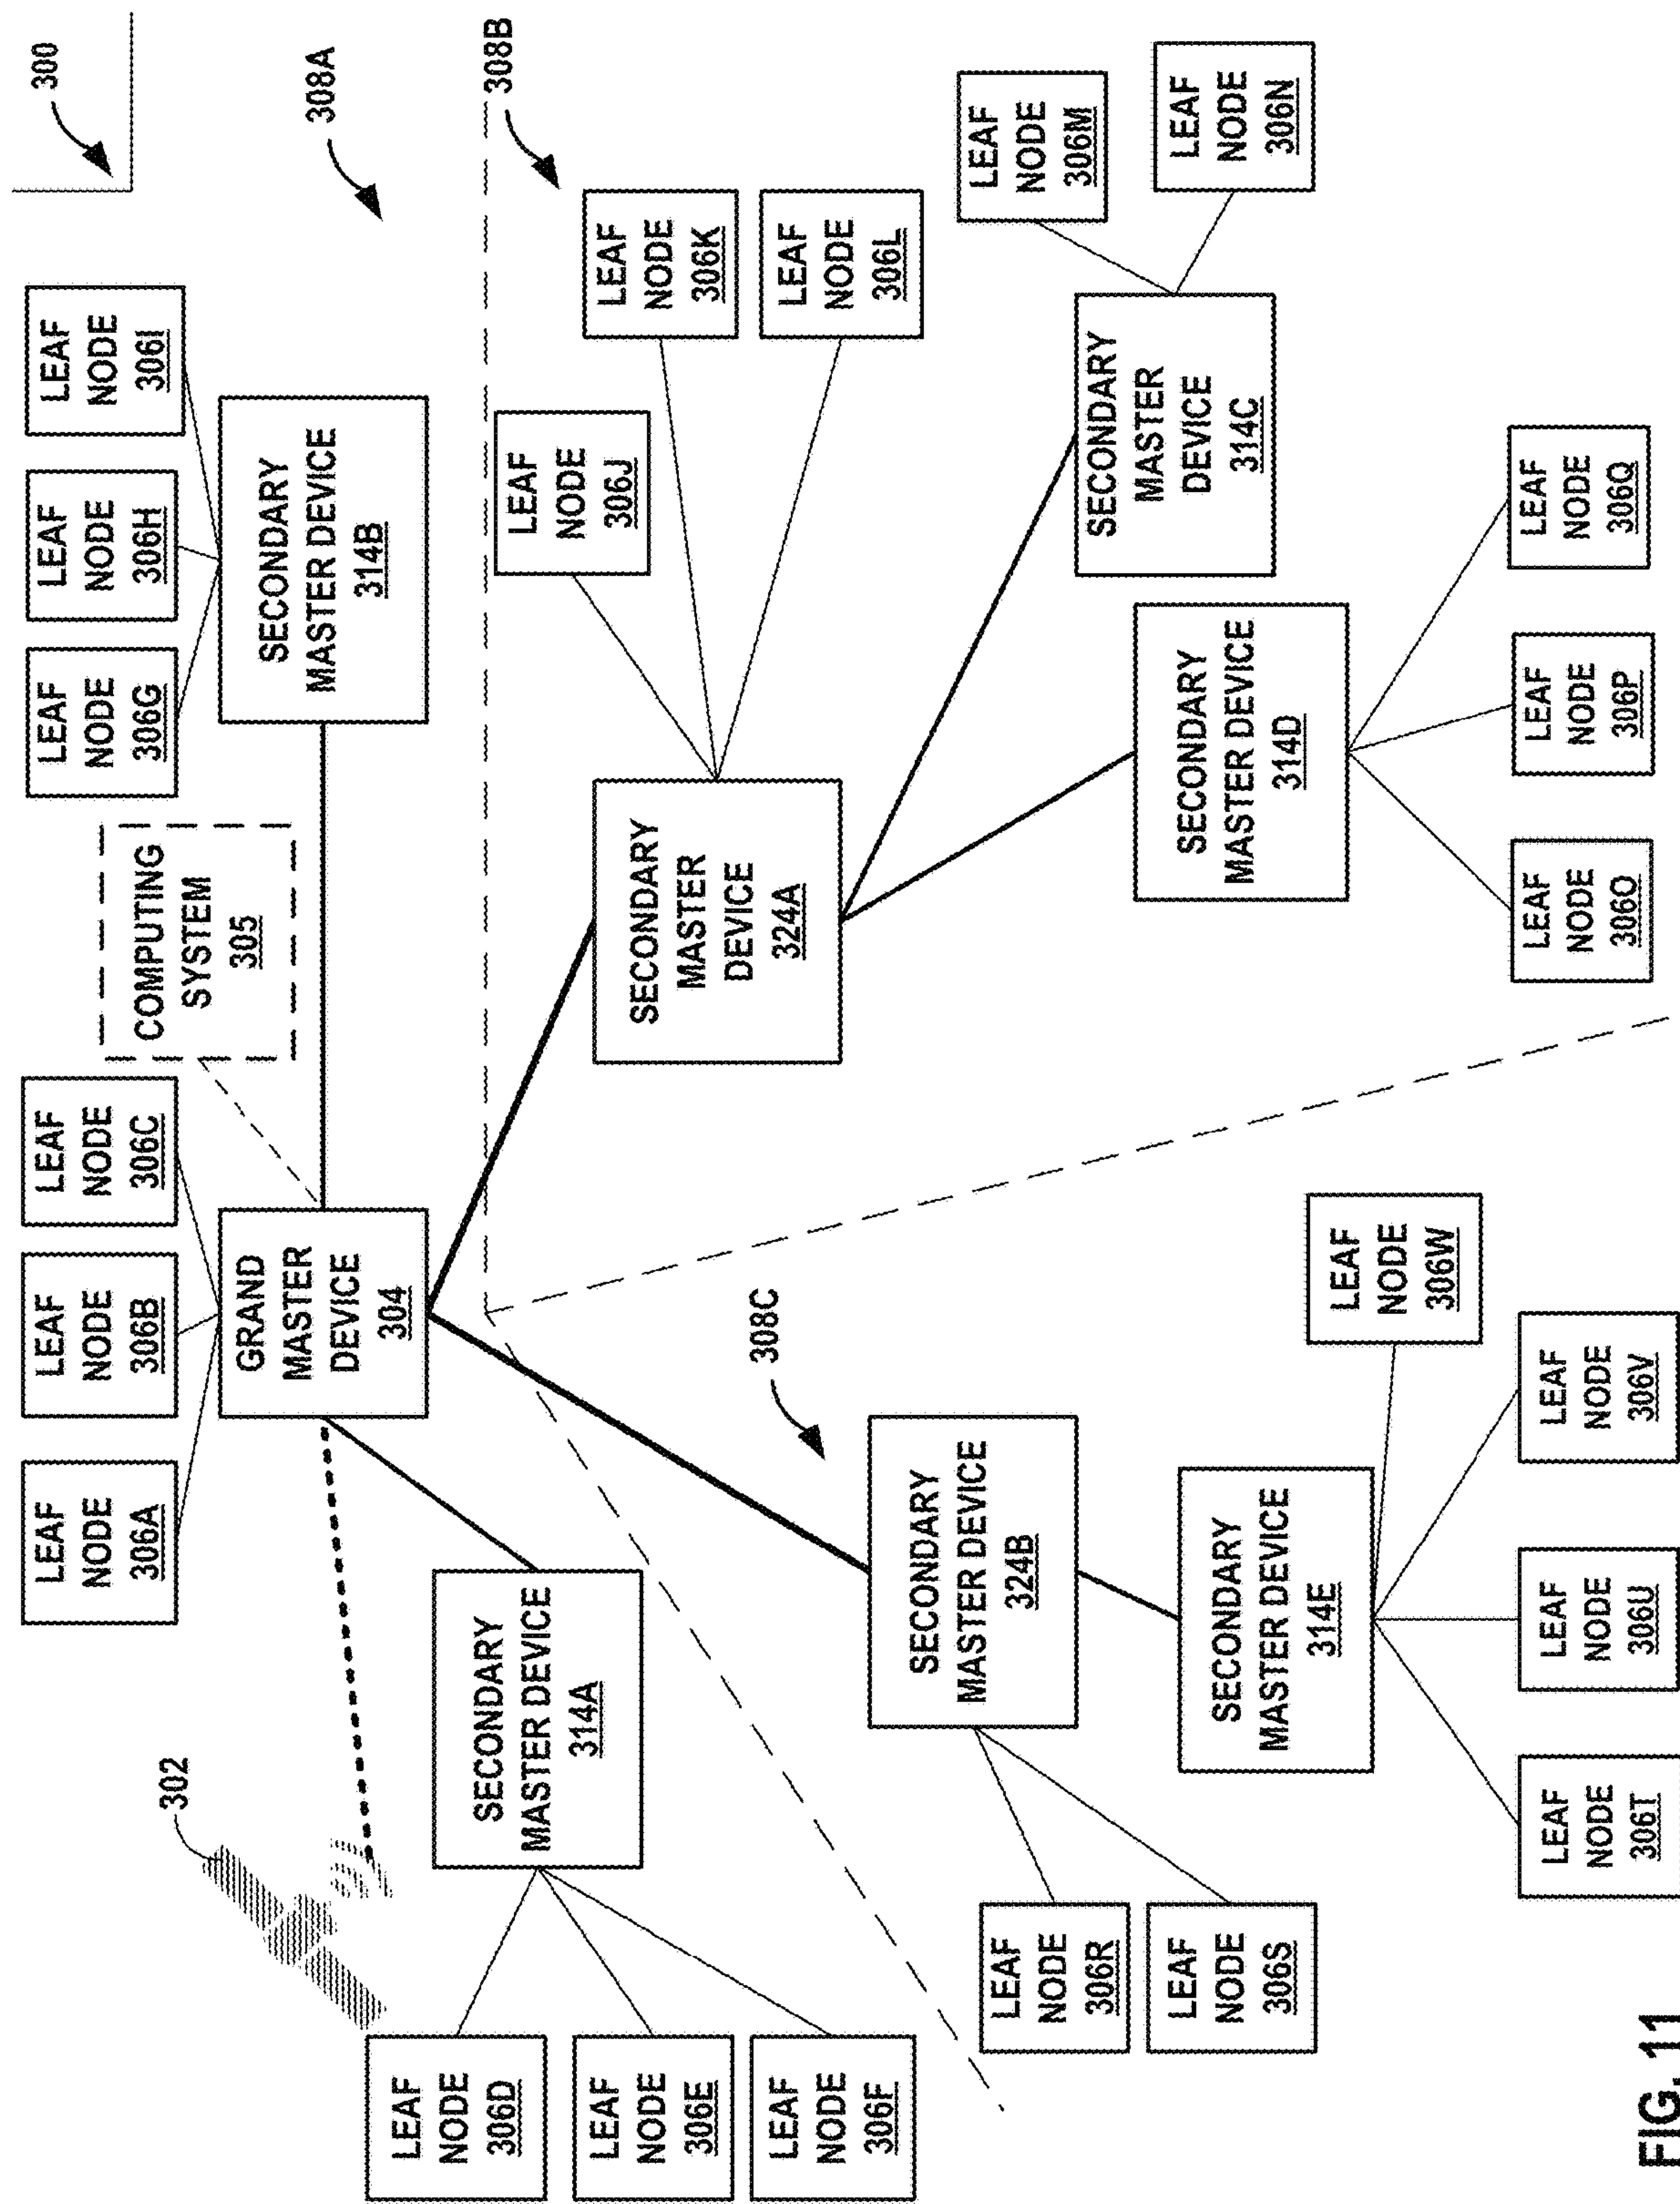 300
308A
308B
302
308C
LEAF
NODE
306A
LEAF
NODE
306B
LEAF
NODE
306C
COMPUTING
SYSTEM
305
LEAF
NODE
306G
LEAF
NODE
306H
LEAF
NODE
306I
GRAND
MASTER
DEVICE
304
SECONDARY
MASTER DEVICE
314B
SECONDARY
MASTER DEVICE
314A
LEAF
NODE
306D
LEAF
NODE
306E
LEAF
NODE
306F
LEAF
NODE
306J
LEAF
NODE
306K
LEAF
NODE
306L
SECONDARY
MASTER
DEVICE
324A
LEAF
NODE
306M
LEAF
NODE
306N
SECONDARY
MASTER
DEVICE
314C
SECONDARY
MASTER DEVICE
314D
LEAF
NODE
306O
LEAF
NODE
306P
LEAF
NODE
306Q
SECONDARY
MASTER DEVICE
324B
LEAF
NODE
306R
LEAF
NODE
306S
SECONDARY
MASTER DEVICE
314E
LEAF
NODE
306T
LEAF
NODE
306U
LEAF
NODE
306V
LEAF
NODE
306W
FIG. 11